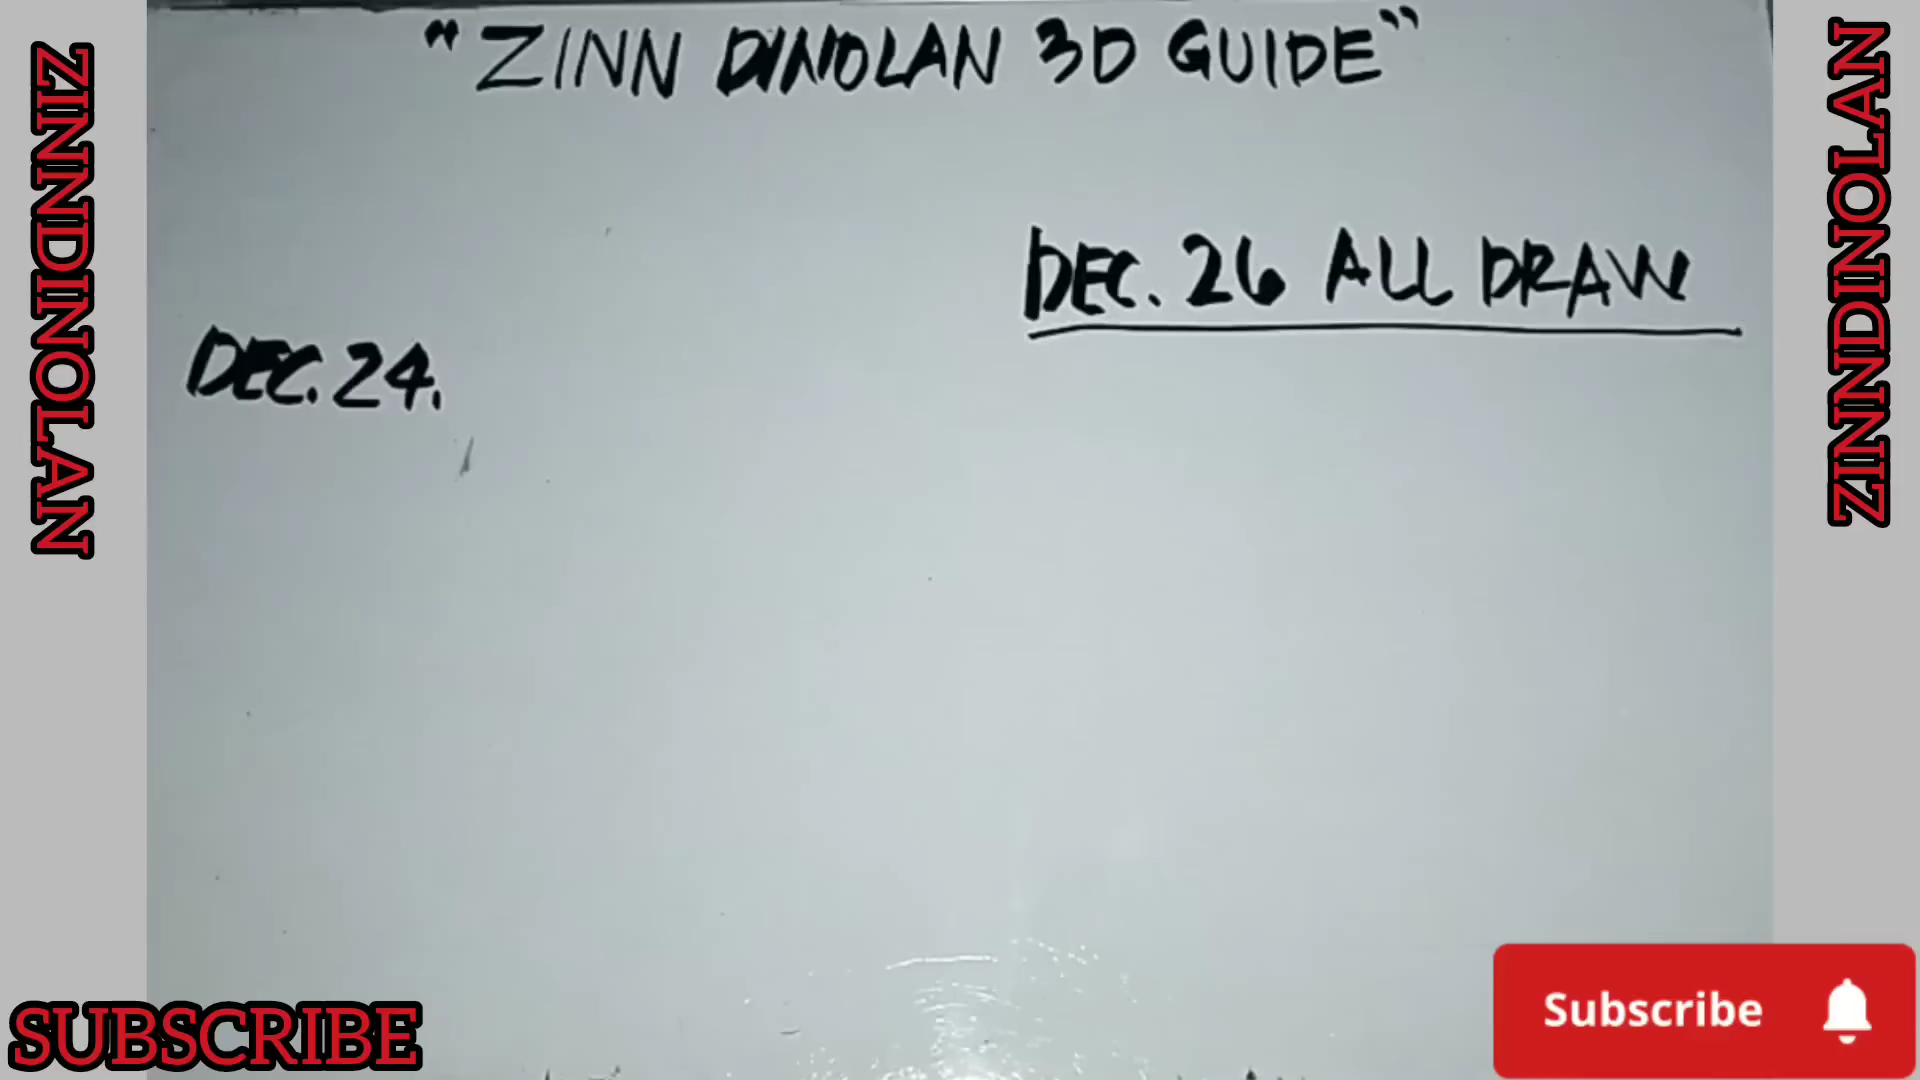 "ZINN DINOLAN 3D GUIDE"
DEC. 26 ALL DRAW
DEC. 24.
ZINNDINOLAN
ZINNDINOLAN
SUBSCRIBE
Subscribe